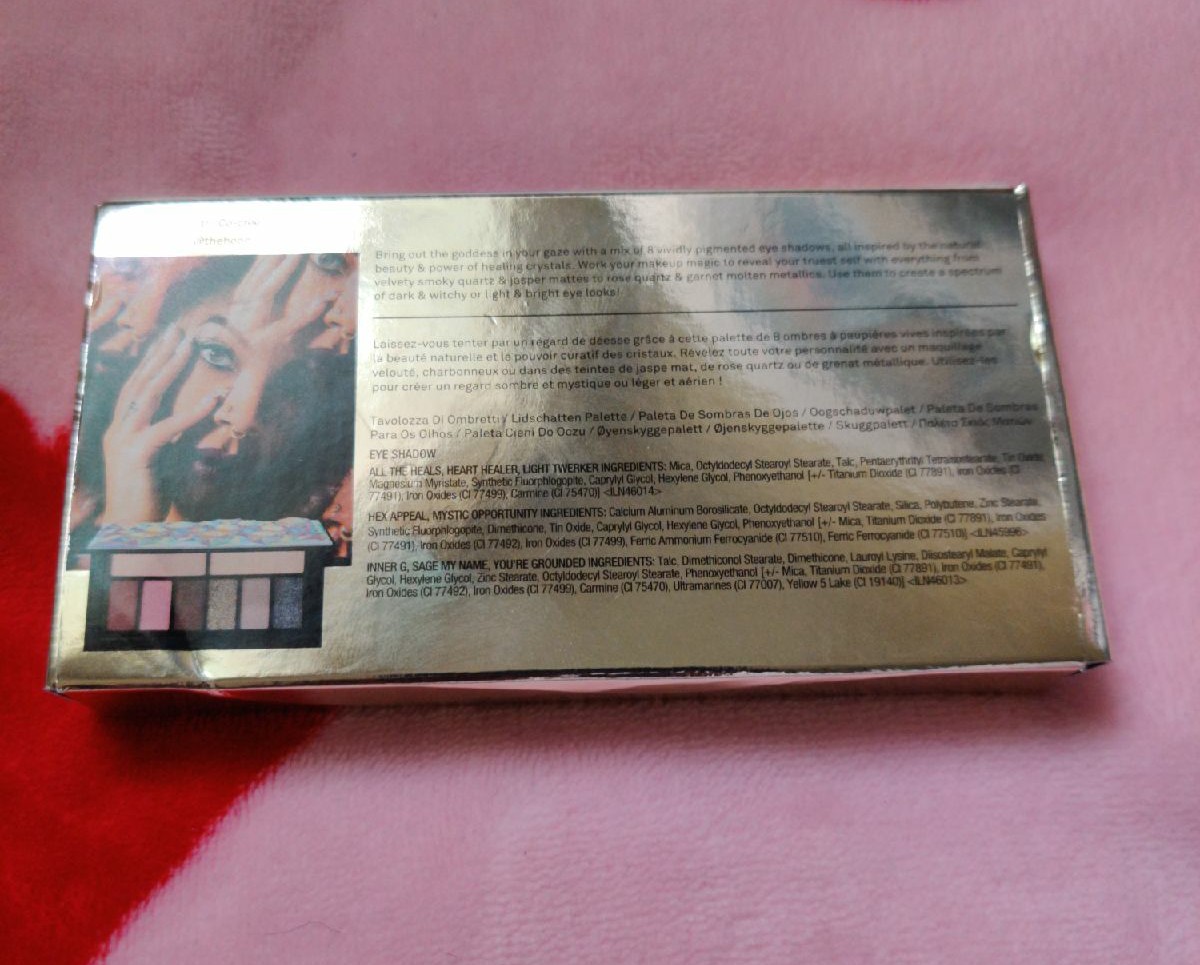 @thehood
Bring out the goddess in your gaze with a mix of 8 vividly pigmented eye shadows, all inspired by the natural
beauty & power of healing crystals. Work your makeup magic to reveal your truest self with everything from
velvety smoky quartz & jasper mattes to rose quartz & garnet molten metallics. Use them to create a spectrum
of dark & witchy or light & bright eye looks!
Laissez-vous tenter par un regard de déesse grâce à cette palette de 8 ombres à paupières vives inspirées par
la beauté naturelle et le pouvoir curatif des cristaux. Révélez toute votre personnalité avec un maquillage
velouté, charbonneux ou dans des teintes de jaspe mat, de rose quartz ou de grenat métallique. Utilisez-les
pour créer un regard sombre et mystique ou léger et aérien !
Tavolozza Di Ombretti / Lidschatten Palette / Paleta De Sombras De Ojos / Oogschaduwpalet / Paleta De Sombras
Para Os Olhos / Paleta Cieni Do Oczu / Øyenskyggepalett / Øjenskyggepalette / Skuggpalett / Παλέτα Σκιάς Ματιών
EYE SHADOW
ALL THE HEALS, HEART HEALER, LIGHT TWERKER INGREDIENTS: Mica, Octyldodecyl Stearoyl Stearate, Talc, Pentaerythrityl Tetraisostearate, Tin Oxide,
Magnesium Myristate, Synthetic Fluorphlogopite, Caprylyl Glycol, Hexylene Glycol, Phenoxyethanol [+/- Titanium Dioxide (CI 77891), Iron Oxides (CI
77491), Iron Oxides (CI 77499), Carmine (CI 75470)] <ILN46014>
HEX APPEAL, MYSTIC OPPORTUNITY INGREDIENTS: Calcium Aluminum Borosilicate, Octyldodecyl Stearoyl Stearate, Silica, Polybutene, Zinc Stearate,
Synthetic Fluorphlogopite, Dimethicone, Tin Oxide, Caprylyl Glycol, Hexylene Glycol, Phenoxyethanol [+/- Mica, Titanium Dioxide (CI 77891), Iron Oxides
(CI 77491), Iron Oxides (CI 77492), Iron Oxides (CI 77499), Ferric Ammonium Ferrocyanide (CI 77510), Ferric Ferrocyanide (CI 77510)] <ILN45996>
INNER G, SAGE MY NAME, YOU'RE GROUNDED INGREDIENTS: Talc, Dimethiconol Stearate, Dimethicone, Lauroyl Lysine, Diisostearyl Malate, Caprylyl
Glycol, Hexylene Glycol, Zinc Stearate, Octyldodecyl Stearoyl Stearate, Phenoxyethanol [+/- Mica, Titanium Dioxide (CI 77891), Iron Oxides (CI 77491),
Iron Oxides (CI 77492), Iron Oxides (CI 77499), Carmine (CI 75470), Ultramarines (CI 77007), Yellow 5 Lake (CI 19140)] <ILN46013>